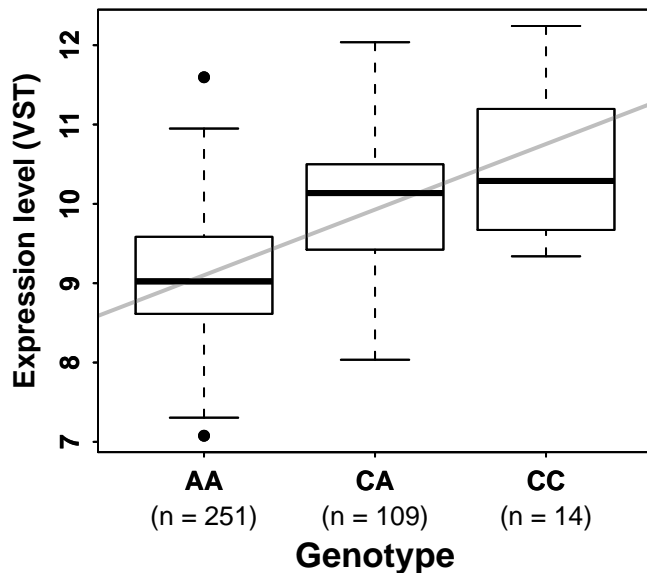 Expression level (VST)
12
11
10
9
8
7
AA CA CC
(n = 251) (n = 109) (n = 14)
Genotype